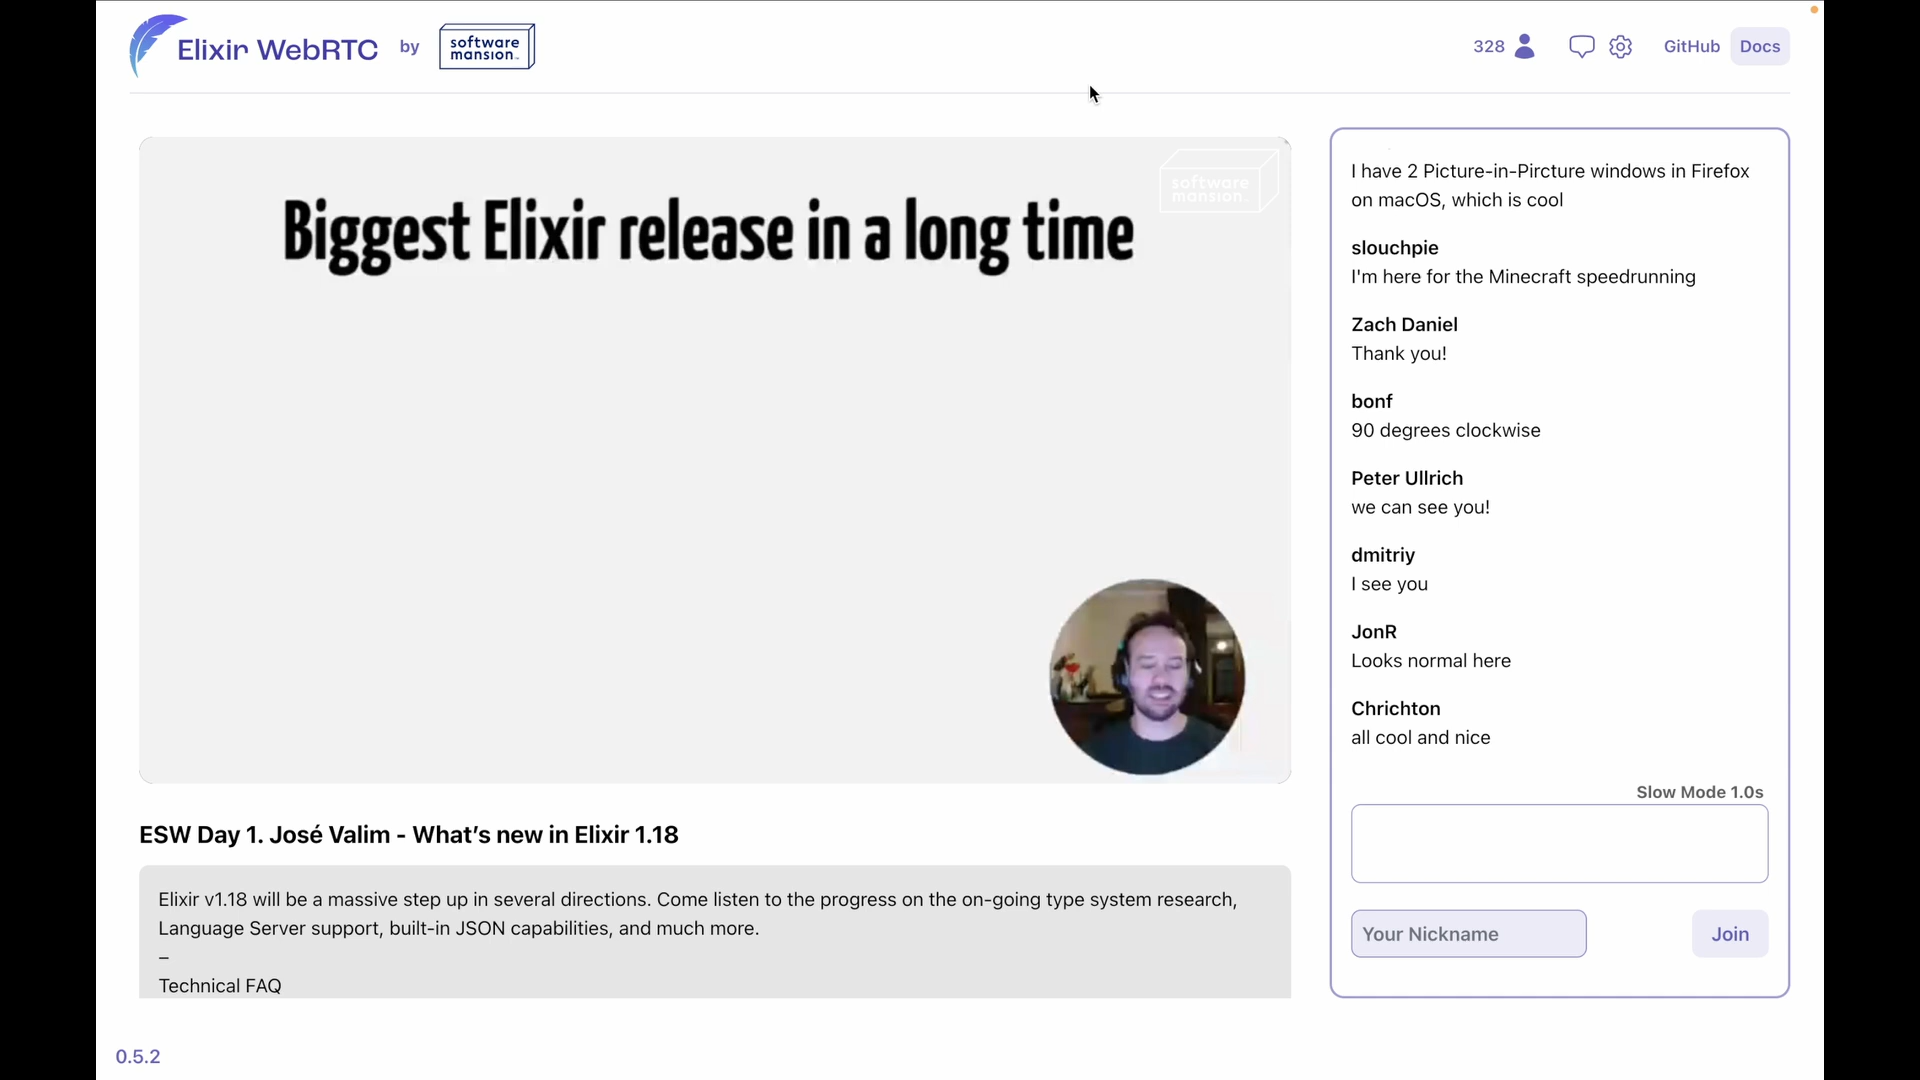 Elixir WebRTC by software mansion
328
GitHub
Docs
software
mansion
Biggest Elixir release in a long time
ESW Day 1. José Valim - What’s new in Elixir 1.18
Elixir v1.18 will be a massive step up in several directions. Come listen to the progress on the on-going type system research,
Language Server support, built-in JSON capabilities, and much more.
–
Technical FAQ
I have 2 Picture-in-Pircture windows in Firefox
on macOS, which is cool
slouchpie
I'm here for the Minecraft speedrunning
Zach Daniel
Thank you!
bonf
90 degrees clockwise
Peter Ullrich
we can see you!
dmitriy
I see you
JonR
Looks normal here
Chrichton
all cool and nice
Slow Mode 1.0s
Your Nickname
Join
0.5.2